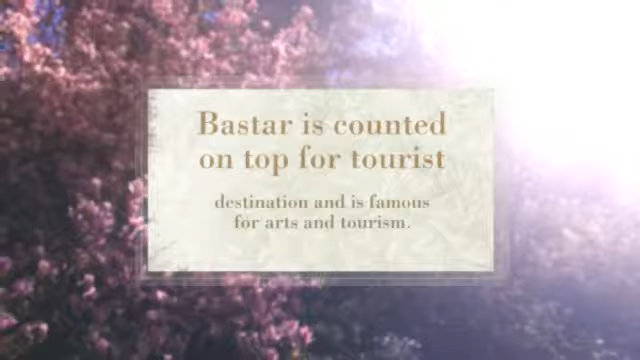 Bastar is counted
on top for tourist
destination and is famous
for arts and tourism.